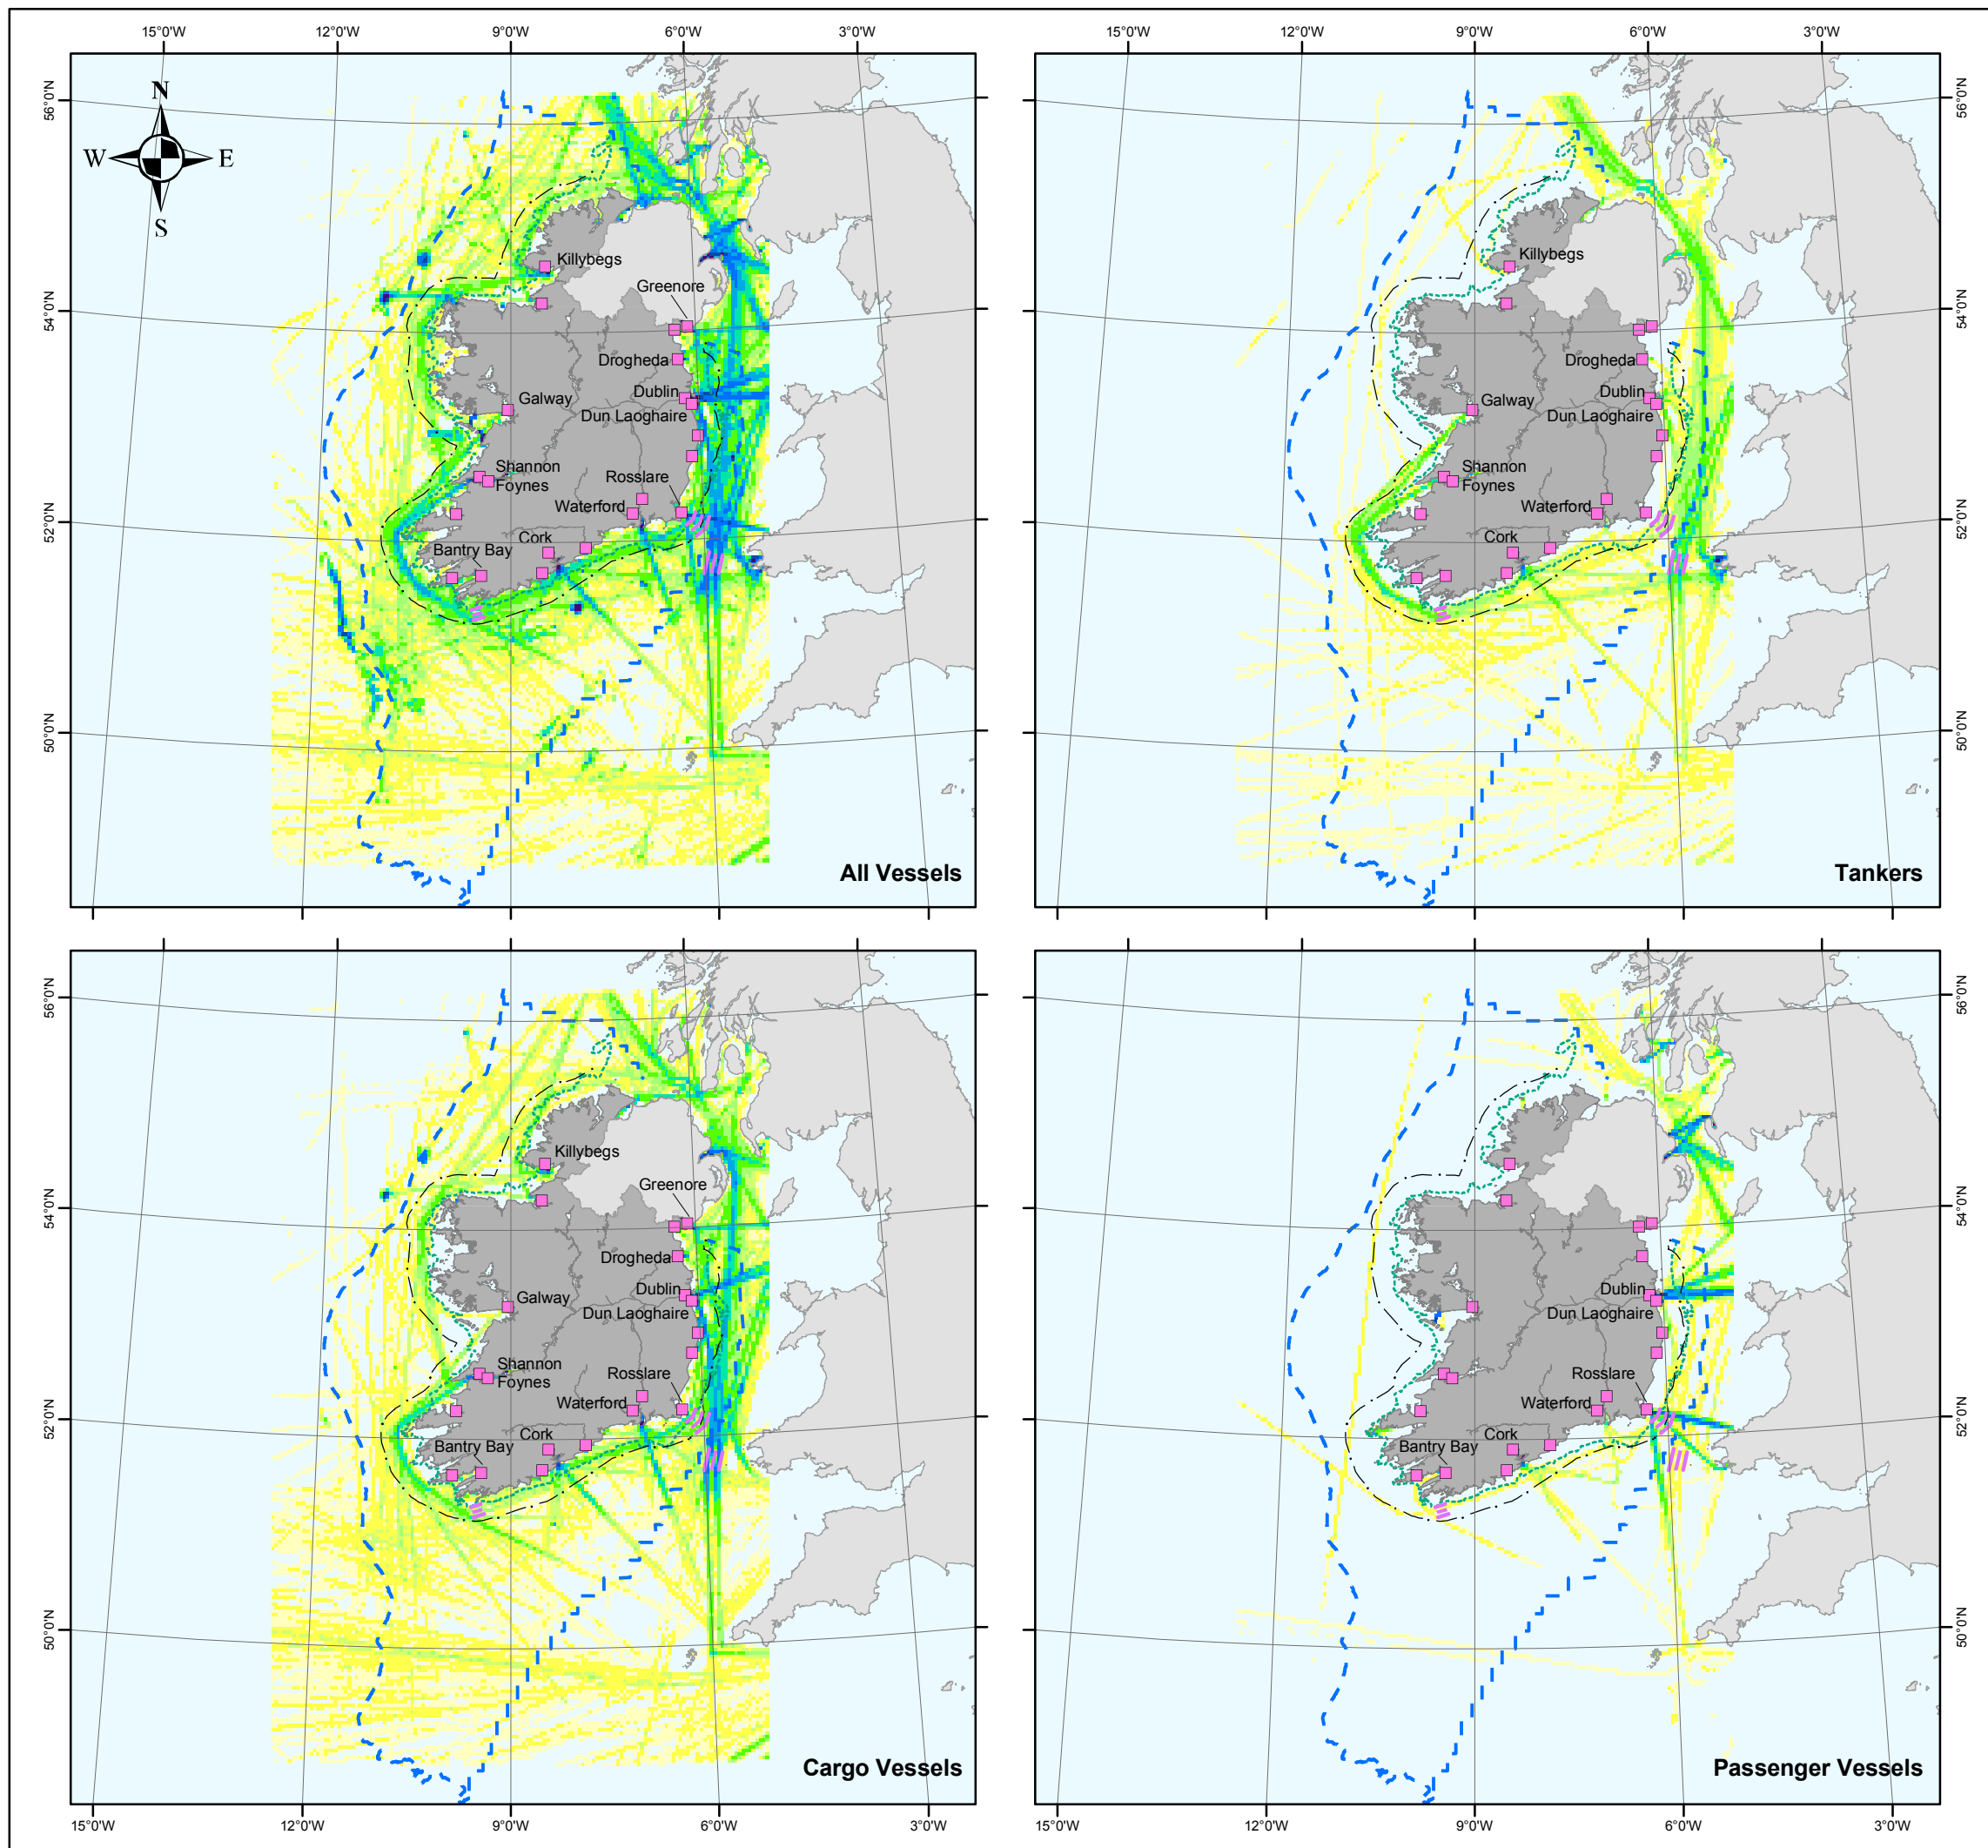 15°0'W 12°0'W 9°0'W 6°0'W 3°0'W
56°0'N
54°0'N
52°0'N
50°0'N
N
W E
S
Killybegs
Greenore
Drogheda
Dublin
Galway
Dun Laoghaire
Shannon
Foynes
Rosslare
Waterford
Cork
Bantry Bay
All Vessels
15°0'W 12°0'W 9°0'W 6°0'W 3°0'W
56°0'N
54°0'N
52°0'N
50°0'N
Killybegs
Drogheda
Dublin
Galway
Dun Laoghaire
Shannon
Foynes
Waterford
Cork
Tankers
56°0'N
54°0'N
52°0'N
50°0'N
Killybegs
Greenore
Drogheda
Dublin
Galway
Dun Laoghaire
Shannon
Foynes
Rosslare
Waterford
Cork
Bantry Bay
Cargo Vessels
15°0'W 12°0'W 9°0'W 6°0'W 3°0'W
56°0'N
54°0'N
52°0'N
50°0'N
Dublin
Dun Laoghaire
Rosslare
Waterford
Cork
Bantry Bay
Passenger Vessels
15°0'W 12°0'W 9°0'W 6°0'W 3°0'W